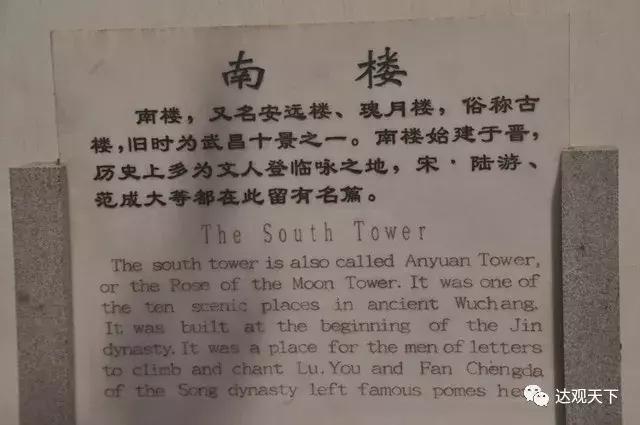 南 楼
南楼，又名安远楼、瑰月楼，俗称古
楼，旧时为武昌十景之一。南楼始建于晋，
历史上多为文人登临咏之地，宋·陆游、
范成大等都在此留有名篇。
The South Tower
The south tower is also called Anyuan Tower,
or the Rose of the Moon Tower. It was one of
the ten scenic places in ancient Wuchang.
It was built at the beginning of the Jin
dynasty. It was a place for the men of letters
to climb and chant Lu, You and Fan Chengda
of the Song dynasty left famous pomes
达观天下